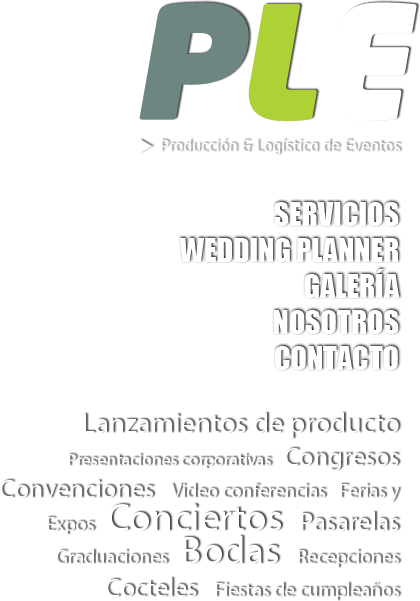 PLE
> Producción & Logística de Eventos
SERVICIOS
WEDDING PLANNER
GALERÍA
NOSOTROS
CONTACTO
Lanzamientos de producto
Presentaciones corporativas Congresos
Convenciones Video conferencias Ferias y
Expos Conciertos Pasarelas
Graduaciones Bodas Recepciones
Cocteles Fiestas de cumpleaños